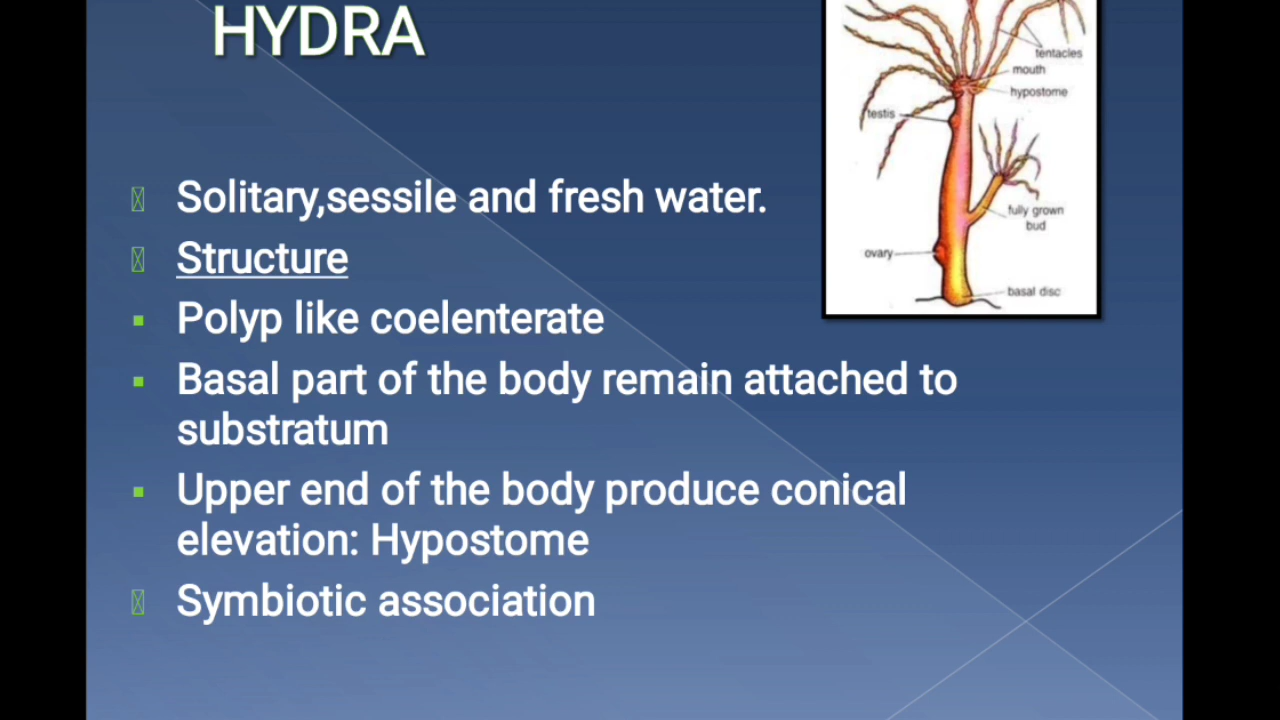 HYDRA
tentacles
mouth
hypostome
testis
fully grown
bud
ovary
basal disc
Solitary,sessile and fresh water.
Structure
Polyp like coelenterate
Basal part of the body remain attached to
substratum
Upper end of the body produce conical
elevation: Hypostome
Symbiotic association